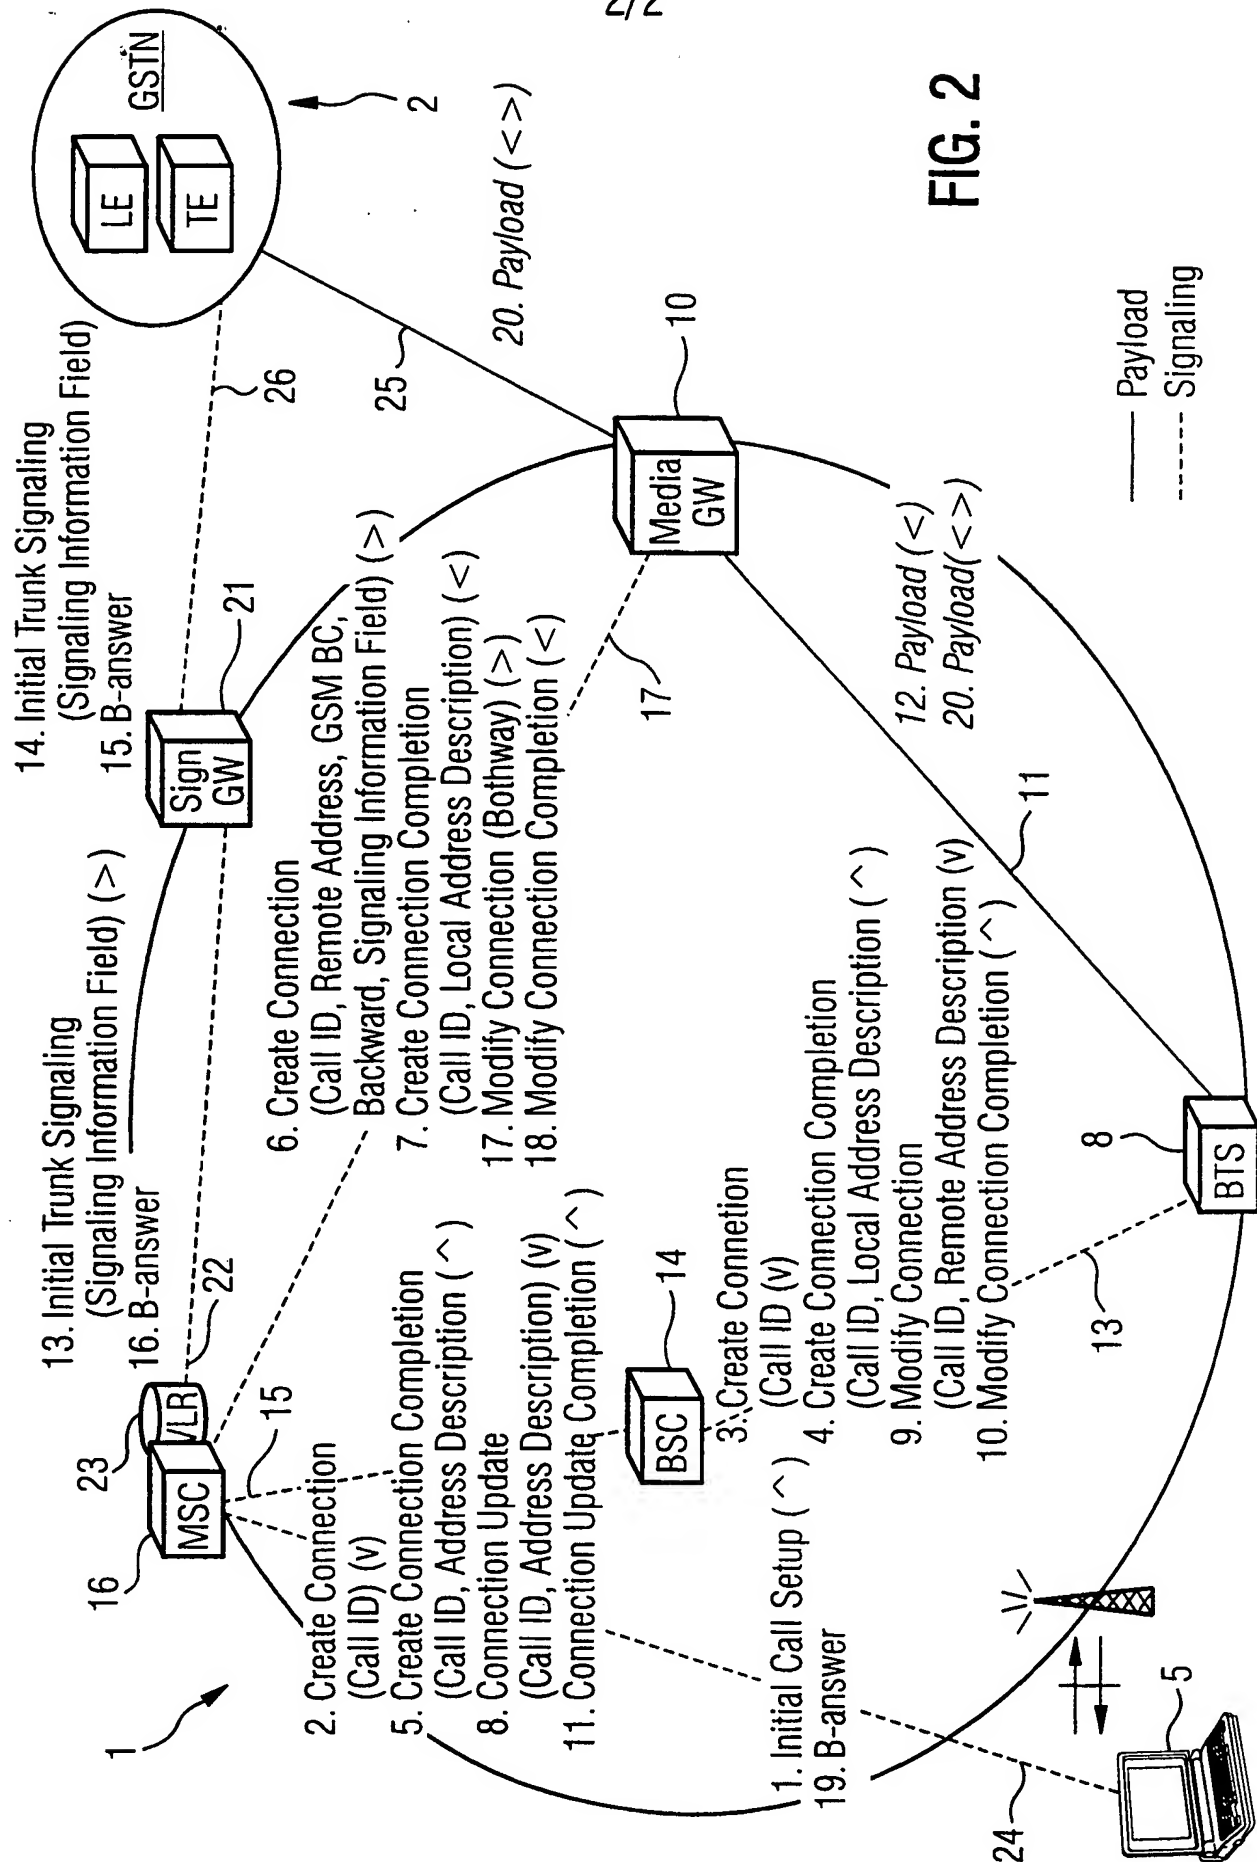 2/2
14. Initial Trunk Signaling
(Signaling Information Field)
15. B-answer
13. Initial Trunk Signaling
(Signaling Information Field) (>)
16. B-answer
GSTN
LE
TE
2
26
25
20. Payload (< >)
21
Sign
GW
22
23
VLR
MSC
16
15
1
6. Create Connection
(Call ID, Remote Address, GSM BC,
Backward, Signaling Information Field) (>)
7. Create Connection Completion
(Call ID, Local Address Description) (<)
17. Modify Connection (Bothway) (>)
18. Modify Connection Completion (<)
17
Media
GW
10
2. Create Connection
(Call ID) (v)
5. Create Connection Completion
(Call ID, Address Description) (^)
8. Connection Update
(Call ID, Address Description) (v)
11. Connection Update Completion (^)
BSC
14
3. Create Connetion
(Call ID (v)
4. Create Connection Completion
(Call ID, Local Address Description (^)
9. Modify Connection
(Call ID, Remote Address Description (v)
10. Modify Connection Completion (^)
12. Payload (<)
20. Payload(< >)
11
1. Initial Call Setup (^)
19. B-answer
13
8
BTS
24
5
Payload
Signaling
FIG. 2